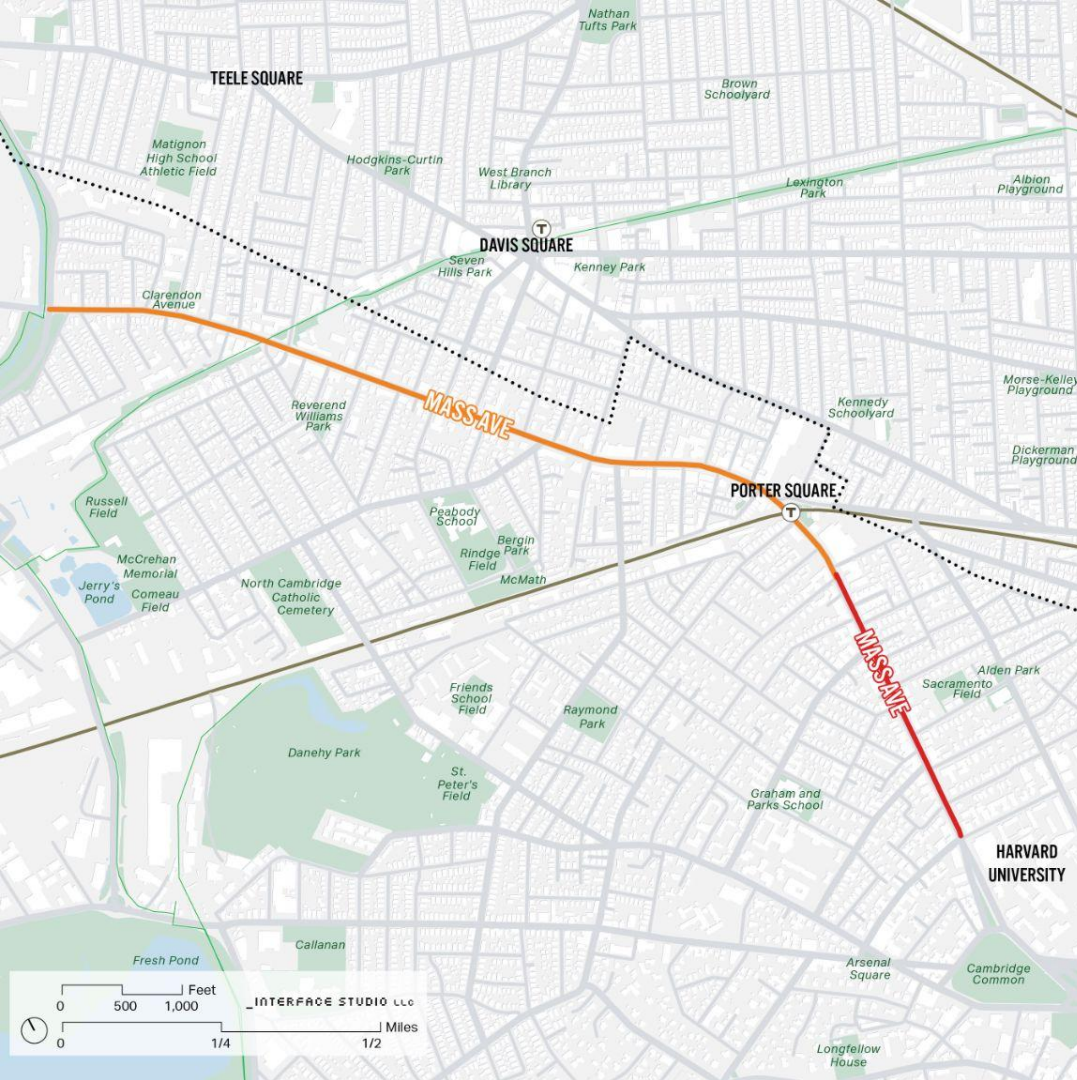 Nathan
Tufts Park
TEELE SQUARE
Brown
Schoolyard
Matignon
High School
Athletic Field
Hodgkins-Curtin
Park
West Branch
Library
Lexington
Park
Albion
Playground
T
DAVIS SQUARE
Seven
Hills Park
Kenney Park
Clarendon
Avenue
MASS AVE
Reverend
Williams
Park
Morse-Kelley
Playground
Kennedy
Schoolyard
Dickerman
Playground
PORTER SQUARE
T
Russell
Field
Peabody
School
Bergin
Park
Rindge
Field
McMath
McCrehan
Memorial
Jerry's
Pond
Comeau
Field
North Cambridge
Catholic
Cemetery
MASS AVE
Alden Park
Sacramento
Field
Friends
School
Field
Raymond
Park
Danehy Park
St.
Peter's
Field
Graham and
Parks School
HARVARD
UNIVERSITY
Callanan
Fresh Pond
Arsenal
Square
Cambridge
Common
Longfellow
House
Feet
0 500 1,000
_INTERFACE STUDIO LLC
Miles
0 1/4 1/2